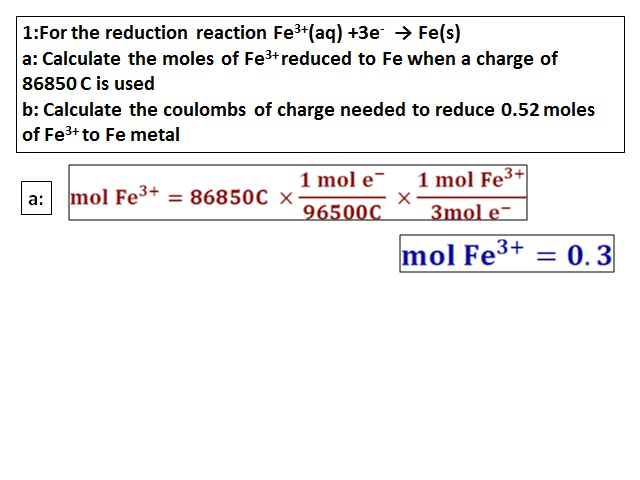 1:For the reduction reaction Fe³⁺(aq) +3e⁻ → Fe(s)
a: Calculate the moles of Fe³⁺reduced to Fe when a charge of
86850 C is used
b: Calculate the coulombs of charge needed to reduce 0.52 moles
of Fe³⁺ to Fe metal
a: mol Fe³⁺ = 86850C × 1 mol e⁻/96500C × 1 mol Fe³⁺/3mol e⁻
mol Fe³⁺ = 0.3